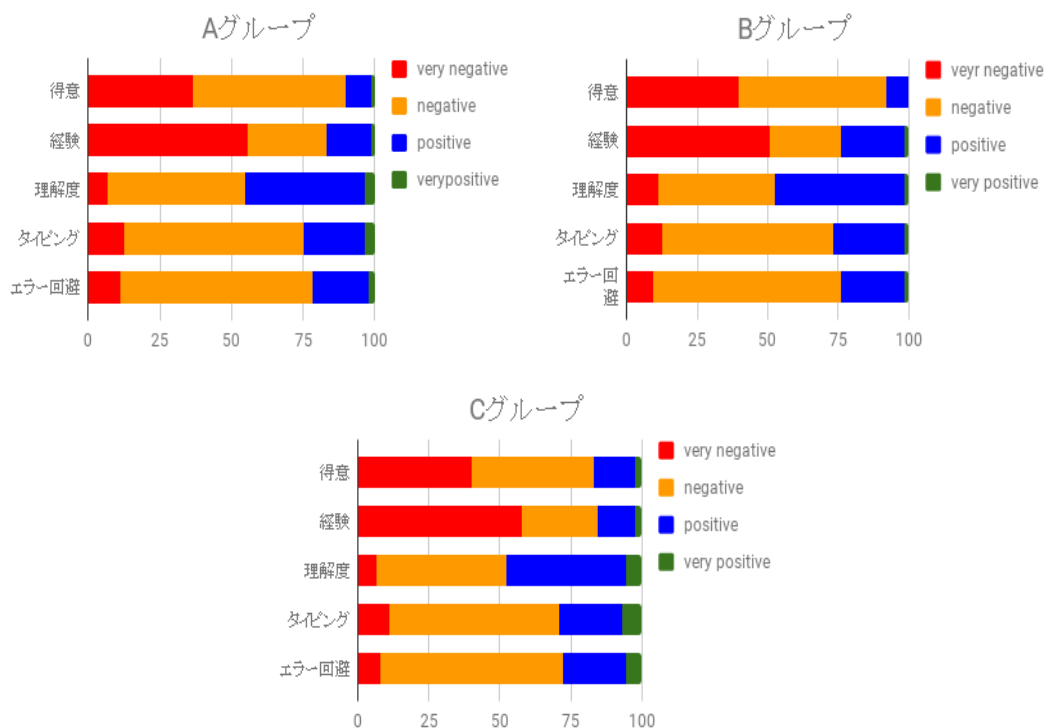 Aグループ
得意
経験
理解度
タイピング
エラー回避
0 25 50 75 100
very negative
negative
positive
verypositive
Bグループ
得意
経験
理解度
タイピング
エラー回
避
0 25 50 75 100
veyr negative
negative
positive
very positive
Cグループ
得意
経験
理解度
タイピング
エラー回避
0 25 50 75 100
very negative
negative
positive
very positive